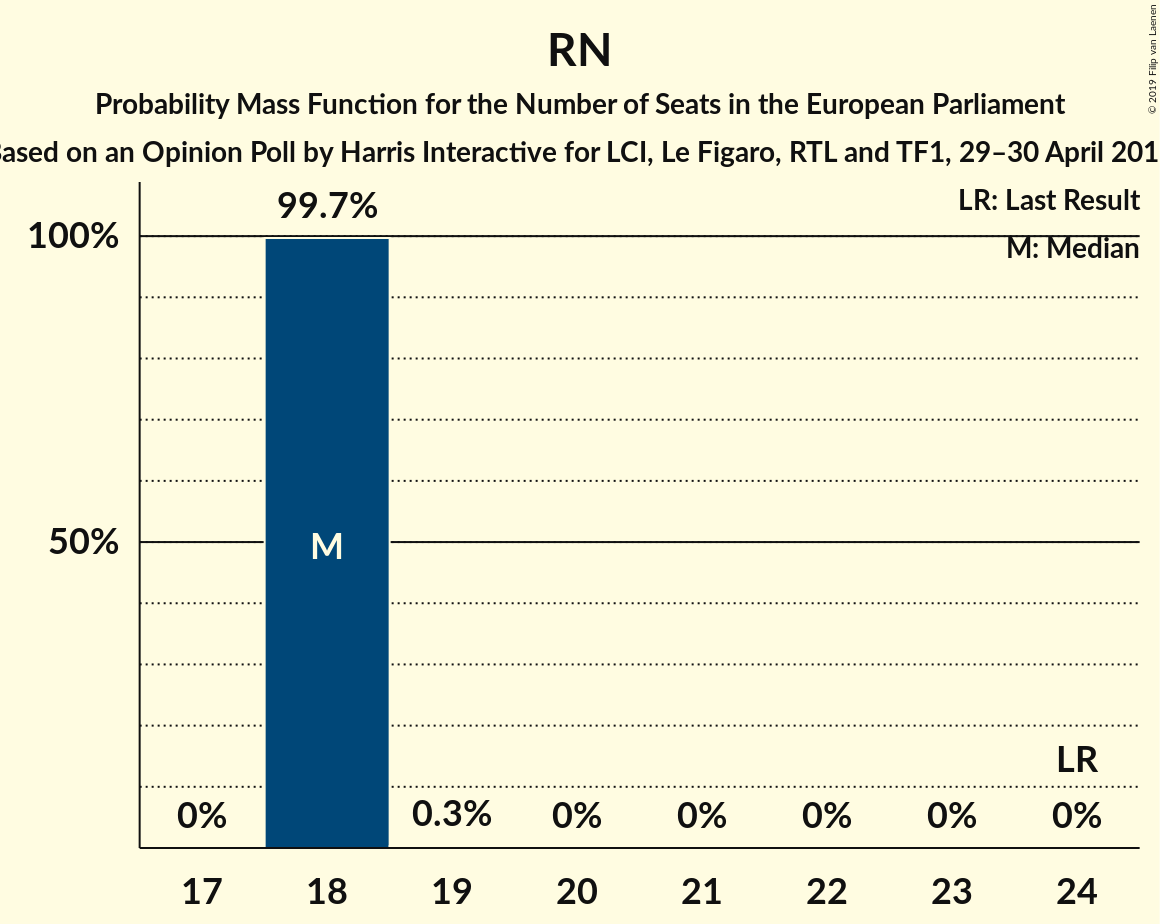 RN
Probability Mass Function for the Number of Seats in the European Parliament
Based on an Opinion Poll by Harris Interactive for LCI, Le Figaro, RTL and TF1, 29–30 April 201
© 2019 Filip van Laenen
LR: Last Result
M: Median
99.7%
100%
50%
M
LR
0% 0.3% 0% 0% 0% 0% 0%
17 18 19 20 21 22 23 24